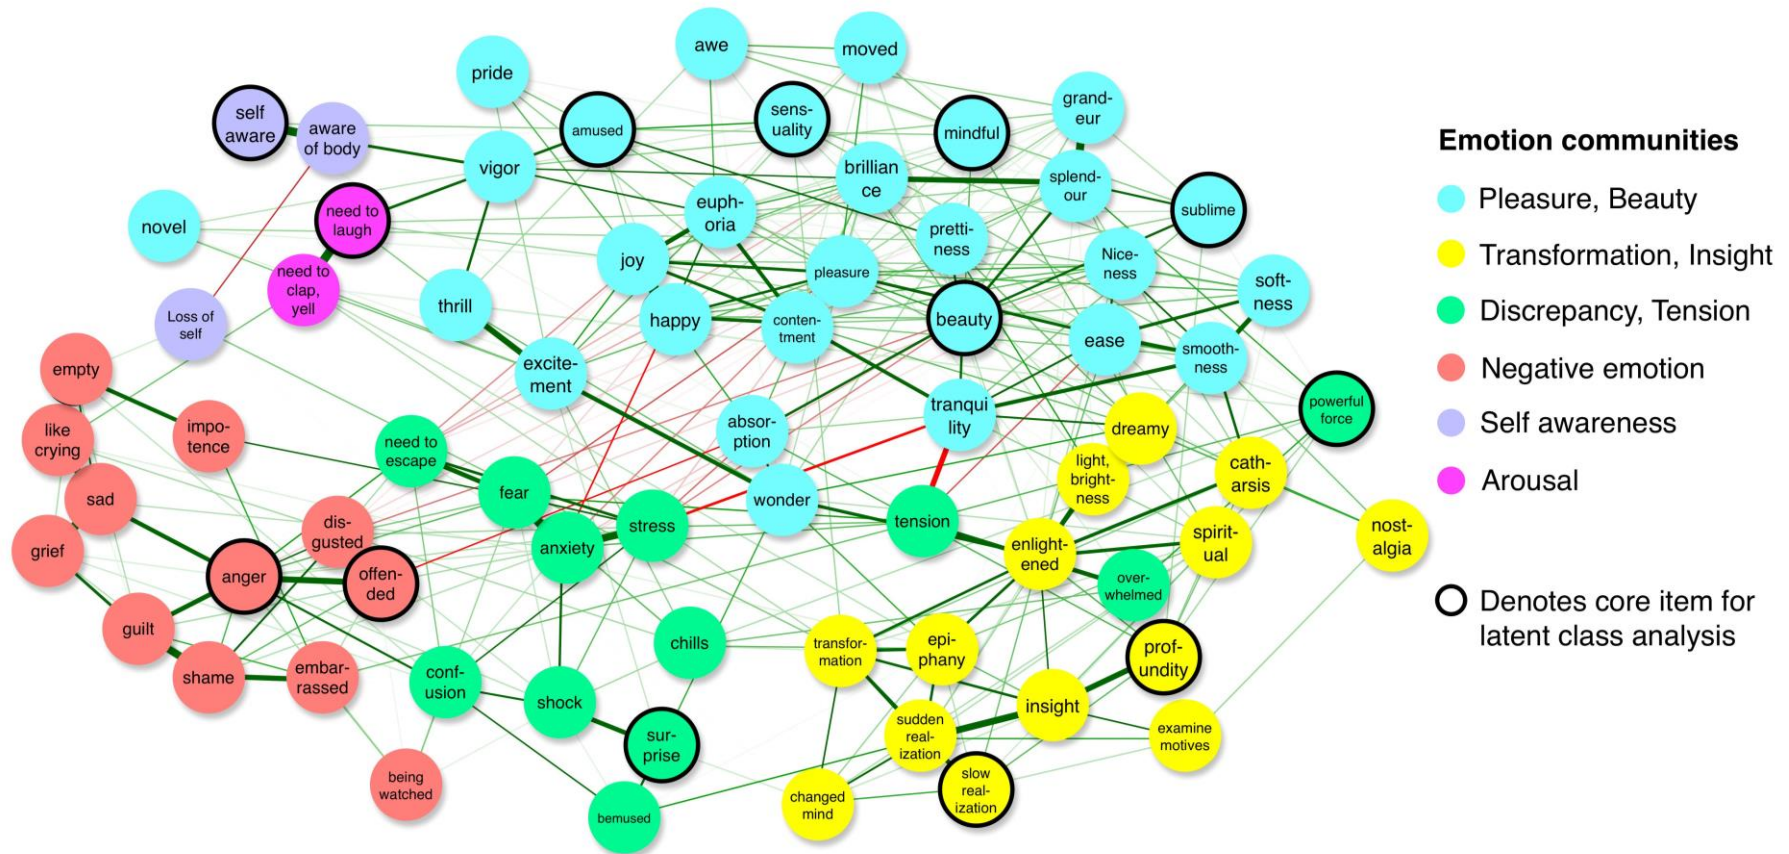 awe
moved
pride
grand-
eur
self
aware
aware
of body
amused
sens-
uality
mindful
vigor
brillian
ce
splend-
our
sublime
novel
need to
laugh
euph-
oria
pretti-
ness
Nice-
ness
joy
pleasure
soft-
ness
need to
clap,
yell
thrill
happy
conten-
tment
beauty
ease
smooth-
ness
Loss of
self
empty
excite-
ment
tranqui
lity
powerful
force
like
crying
impo-
tence
need to
escape
absor-
ption
dreamy
light,
bright-
ness
cath-
arsis
sad
fear
wonder
grief
dis-
gusted
anxiety
stress
tension
enlight-
ened
spirit-
ual
nost-
algia
anger
offen-
ded
over-
whelmed
guilt
chills
transfor-
mation
epi-
phany
prof-
undity
shame
embar-
rassed
conf-
usion
shock
insight
sur-
prise
sudden
real-
ization
examine
motives
being
watched
bemused
changed
mind
slow
real-
ization
Emotion communities
Pleasure, Beauty
Transformation, Insight
Discrepancy, Tension
Negative emotion
Self awareness
Arousal
Denotes core item for
latent class analysis